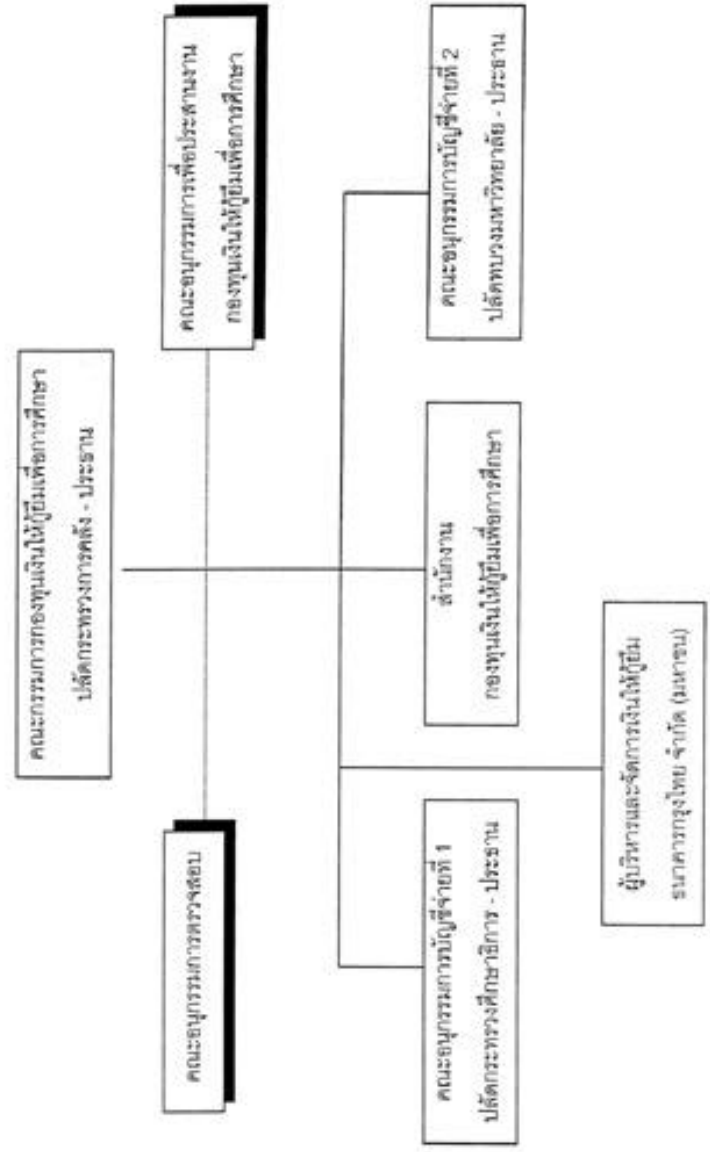 คณะกรรมการกองทุนเงินให้กู้ยืมเพื่อการศึกษา
ปลัดกระทรวงการคลัง - ประธาน
คณะอนุกรรมการตรวจสอบ
คณะอนุกรรมการเพื่อประสานงาน
กองทุนเงินให้กู้ยืมเพื่อการศึกษา
คณะอนุกรรมการบัญชีจ่ายที่ 1
ปลัดกระทรวงศึกษาธิการ - ประธาน
สำนักงาน
กองทุนเงินให้กู้ยืมเพื่อการศึกษา
คณะอนุกรรมการบัญชีจ่ายที่ 2
ปลัดทบวงมหาวิทยาลัย - ประธาน
ผู้บริหารและจัดการเงินให้กู้ยืม
ธนาคารกรุงไทย จำกัด (มหาชน)